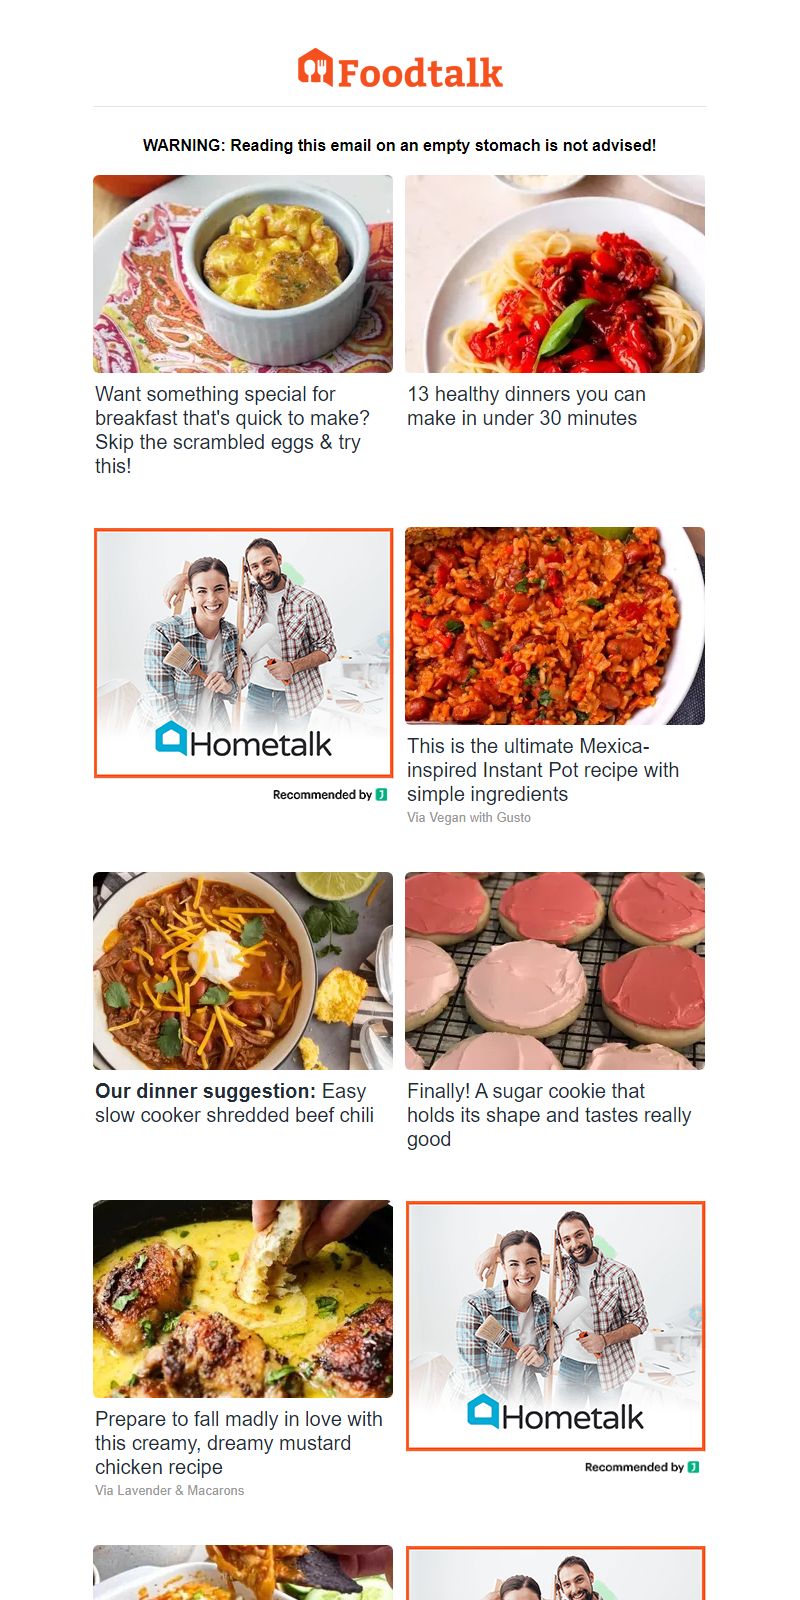 Foodtalk
WARNING: Reading this email on an empty stomach is not advised!
Want something special for
breakfast that's quick to make?
Skip the scrambled eggs & try
this!
13 healthy dinners you can
make in under 30 minutes
Hometalk
Recommended by
This is the ultimate Mexica-
inspired Instant Pot recipe with
simple ingredients
Via Vegan with Gusto
Our dinner suggestion: Easy
slow cooker shredded beef chili
Finally! A sugar cookie that
holds its shape and tastes really
good
Prepare to fall madly in love with
this creamy, dreamy mustard
chicken recipe
Via Lavender & Macarons
Hometalk
Recommended by